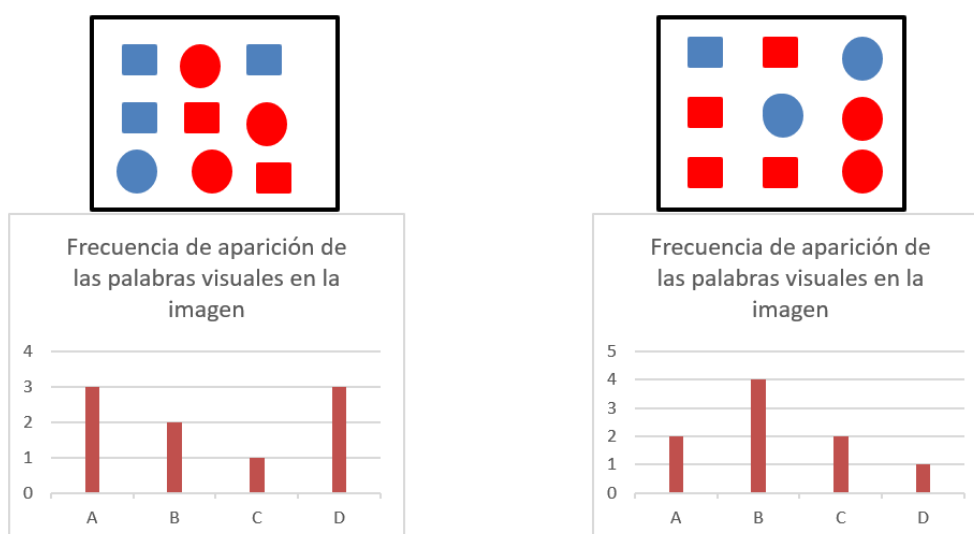 Frecuencia de aparición de
las palabras visuales en la
imagen
4
3
2
1
0
A B C D
Frecuencia de aparición de
las palabras visuales en la
imagen
5
4
3
2
1
0
A B C D